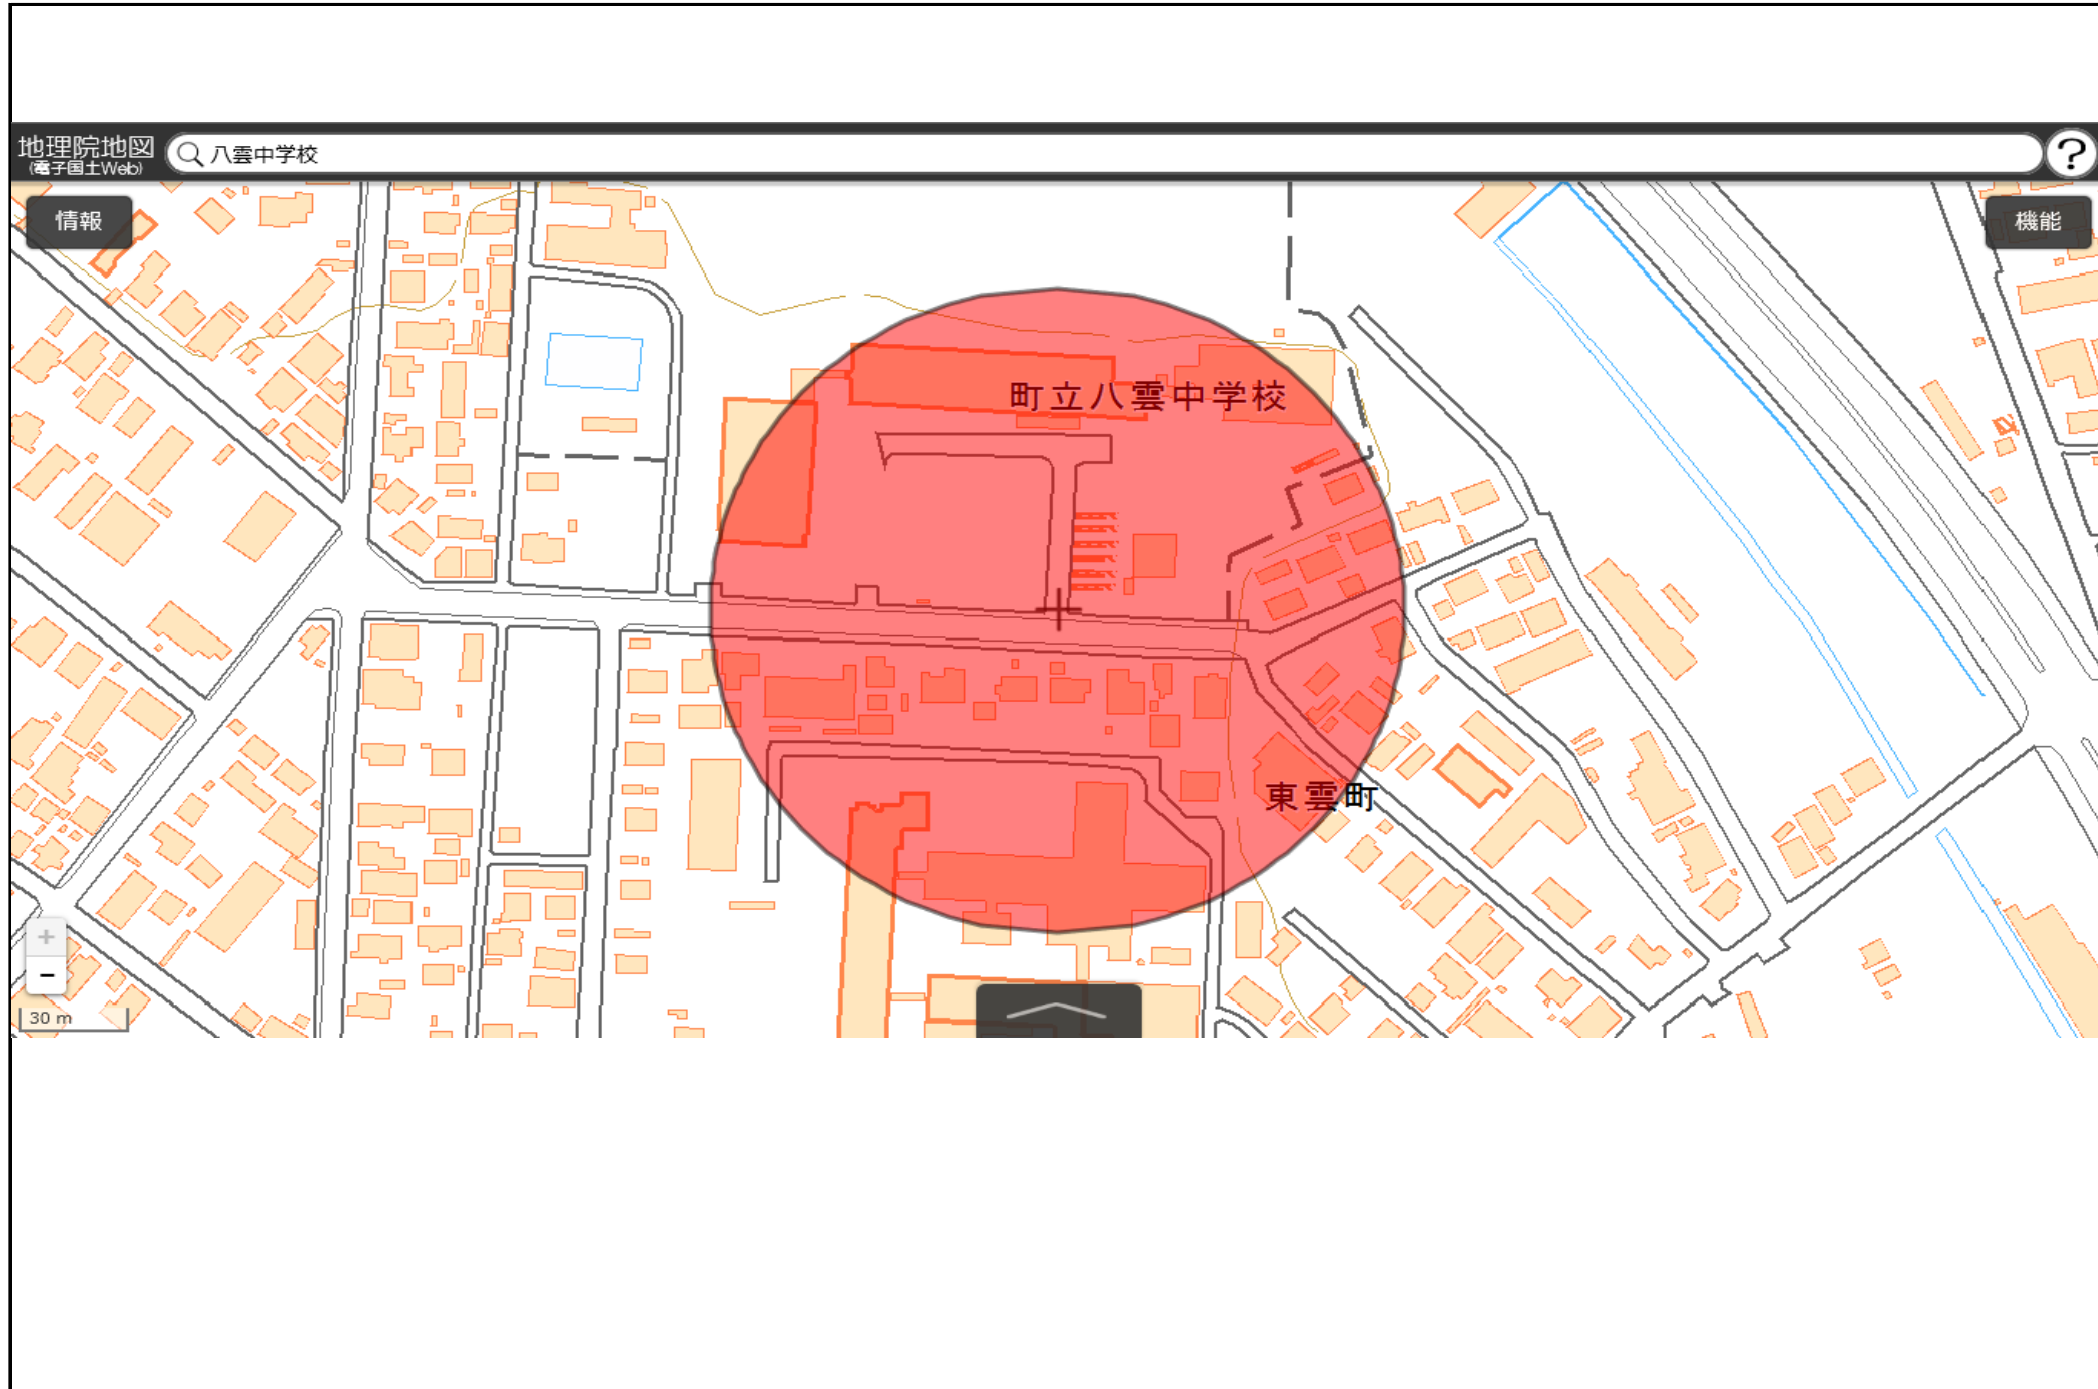 地理院地図
(電子国土Web)
八雲中学校
?
情報
機能
町立八雲中学校
東雲町
+
−
30 m